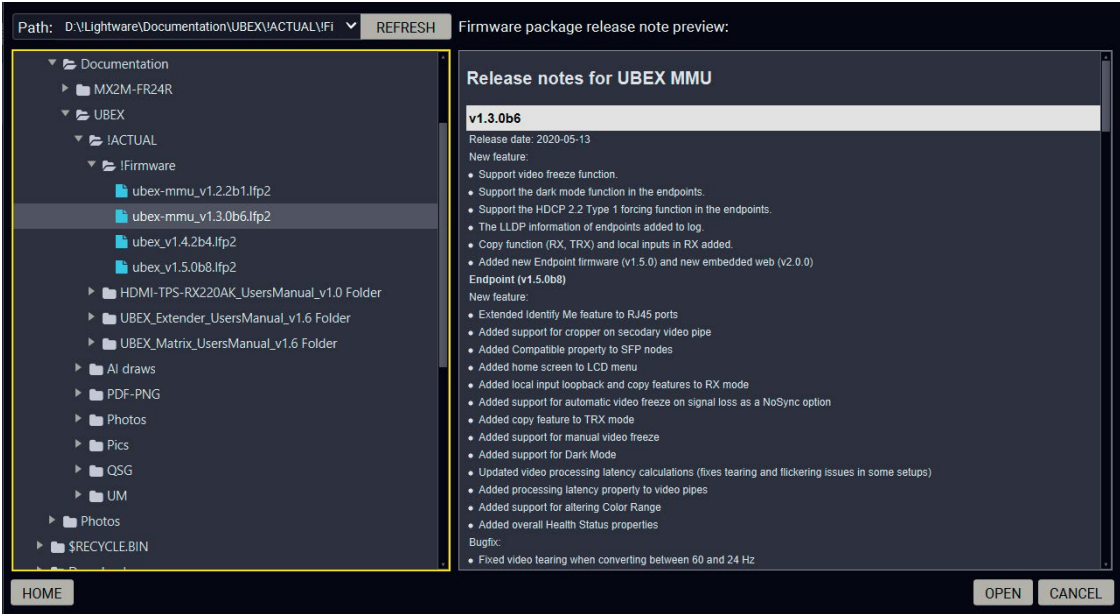 Path: D:\!Lightware\Documentation\UBEX\!ACTUAL\!Fi REFRESH Firmware package release note preview:
Documentation
MX2M-FR24R
UBEX
!ACTUAL
!Firmware
ubex-mmu_v1.2.2b1.lfp2
ubex-mmu_v1.3.0b6.lfp2
ubex_v1.4.2b4.lfp2
ubex_v1.5.0b8.lfp2
HDMI-TPS-RX220AK_UsersManual_v1.0 Folder
UBEX_Extender_UsersManual_v1.6 Folder
UBEX_Matrix_UsersManual_v1.6 Folder
AI draws
PDF-PNG
Photos
Pics
QSG
UM
Photos
$RECYCLE.BIN
Release notes for UBEX MMU
v1.3.0b6
Release date: 2020-05-13
New feature:
• Support video freeze function.
• Support the dark mode function in the endpoints.
• Support the HDCP 2.2 Type 1 forcing function in the endpoints.
• The LLDP information of endpoints added to log.
• Copy function (RX, TRX) and local inputs in RX added.
• Added new Endpoint firmware (v1.5.0) and new embedded web (v2.0.0)
Endpoint (v1.5.0b8)
New feature:
• Extended Identify Me feature to RJ45 ports
• Added support for cropper on secodary video pipe
• Added Compatible property to SFP nodes
• Added home screen to LCD menu
• Added local input loopback and copy features to RX mode
• Added support for automatic video freeze on signal loss as a NoSync option
• Added copy feature to TRX mode
• Added support for manual video freeze
• Added support for Dark Mode
• Updated video processing latency calculations (fixes tearing and flickering issues in some setups)
• Added processing latency property to video pipes
• Added support for altering Color Range
• Added overall Health Status properties
Bugfix:
• Fixed video tearing when converting between 60 and 24 Hz
HOME OPEN CANCEL